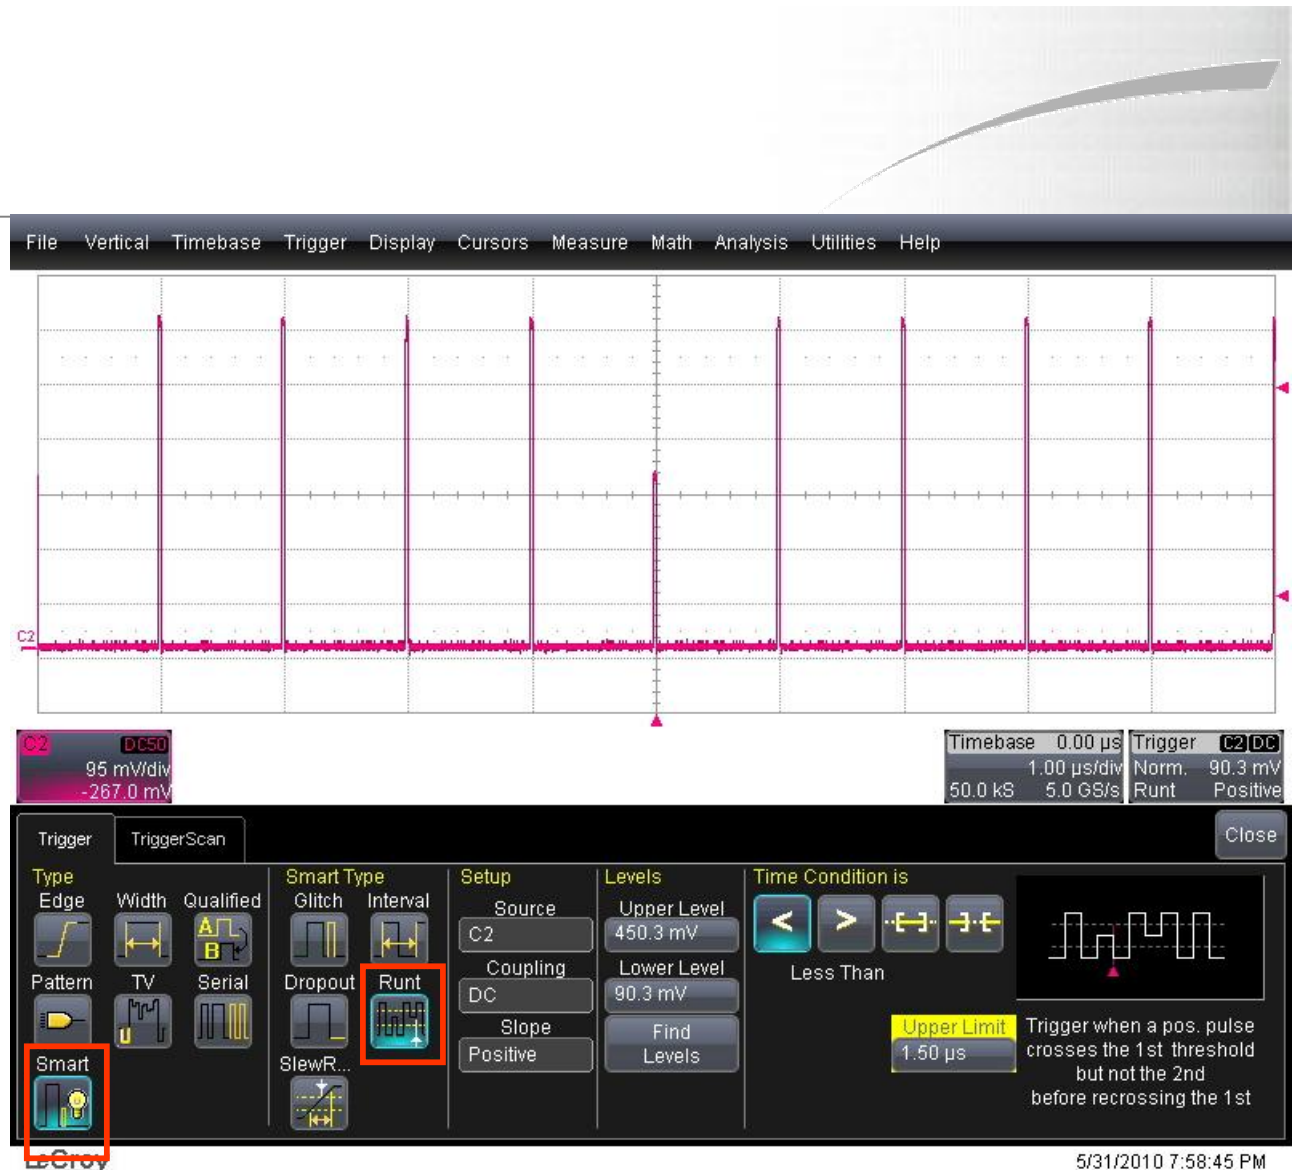 File Vertical Timebase Trigger Display Cursors Measure Math Analysis Utilities Help
C2
C2 DC50
95 mV/div
-267.0 mV
Timebase 0.00 µs
1.00 µs/div
50.0 kS 5.0 GS/s
Trigger C2 DC
Norm. 90.3 mV
Runt Positive
Trigger TriggerScan Close
Type
Edge Width Qualified
A
B
Pattern TV Serial
Smart
Smart Type
Glitch Interval
Dropout Runt
SlewR...
Setup
Source
C2
Coupling
DC
Slope
Positive
Levels
Upper Level
450.3 mV
Lower Level
90.3 mV
Find
Levels
Time Condition is
< >
Less Than
Upper Limit
1.50 µs
Trigger when a pos. pulse
crosses the 1st threshold
but not the 2nd
before recrossing the 1st
LeCroy
5/31/2010 7:58:45 PM